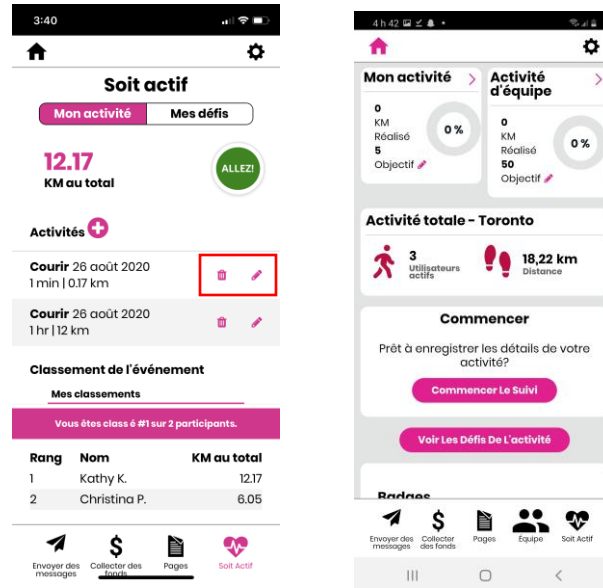 3:40
Soit actif
Mon activité
Mes défis
12.17
KM au total
ALLEZ!
Activités
Courir 26 août 2020
1 min | 0.17 km
Courir 26 août 2020
1 hr | 12 km
Classement de l'événement
Mes classements
Vous êtes class é #1 sur 2 participants.
Rang Nom KM au total
1 Kathy K. 12.17
2 Christina P. 6.05
Envoyer des messages
Collecter des fonds
Pages
Soit Actif
4 h 42
Mon activité
0
KM
Réalisé
5
Objectif
0 %
Activité
d'équipe
0
KM
Réalisé
50
Objectif
0 %
Activité totale - Toronto
3
Utilisateurs
actifs
18,22 km
Distance
Commencer
Prêt à enregistrer les détails de votre
activité?
Commencer Le Suivi
Voir Les Défis De L'activité
Badges
Envoyer des
messages
Collecter
des fonds
Pages
Équipe
Soit Actif